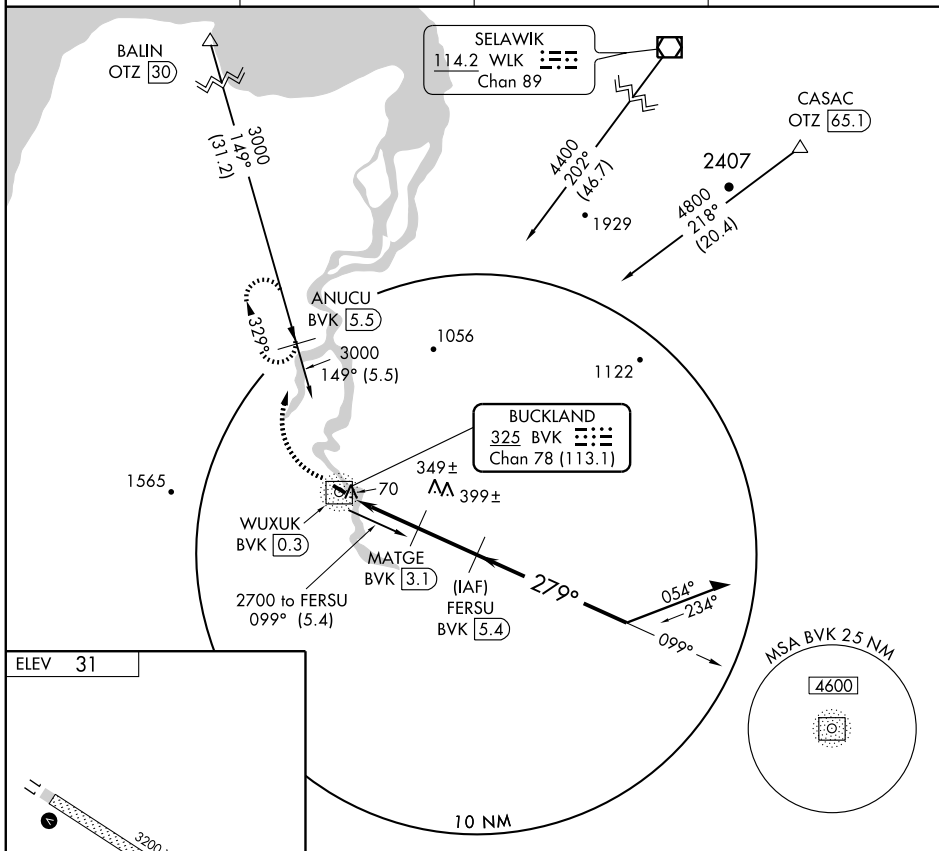 BALIN
OTZ 30
3000
149°
(31.2)
SELAWIK
114.2 WLK
Chan 89
4400
202°
(46.7)
1929
CASAC
OTZ 65.1
2407
4800
218°
(20.4)
329°
ANUCU
BVK 5.5
3000
149° (5.5)
1056
1122
BUCKLAND
325 BVK
Chan 78 (113.1)
1565
349±
399±
70
WUXUK
BVK 0.3
MATGE
BVK 3.1
2700 to FERSU
099° (5.4)
(IAF)
FERSU
BVK 5.4
279°
054°
234°
099°
MSA BVK 25 NM
4600
10 NM
ELEV 31
11
V
3200